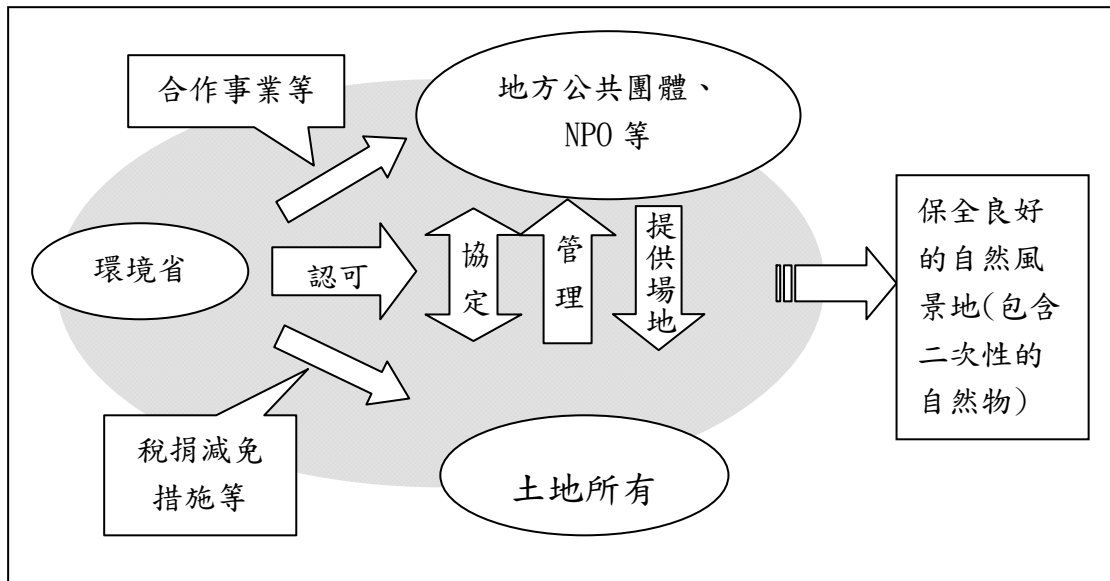 合作事業等
地方公共團體、
NPO 等
環境省
認可
協定
管理
提供場地
保全良好
的自然風
景地(包含
二次性的
自然物)
稅捐減免
措施等
土地所有